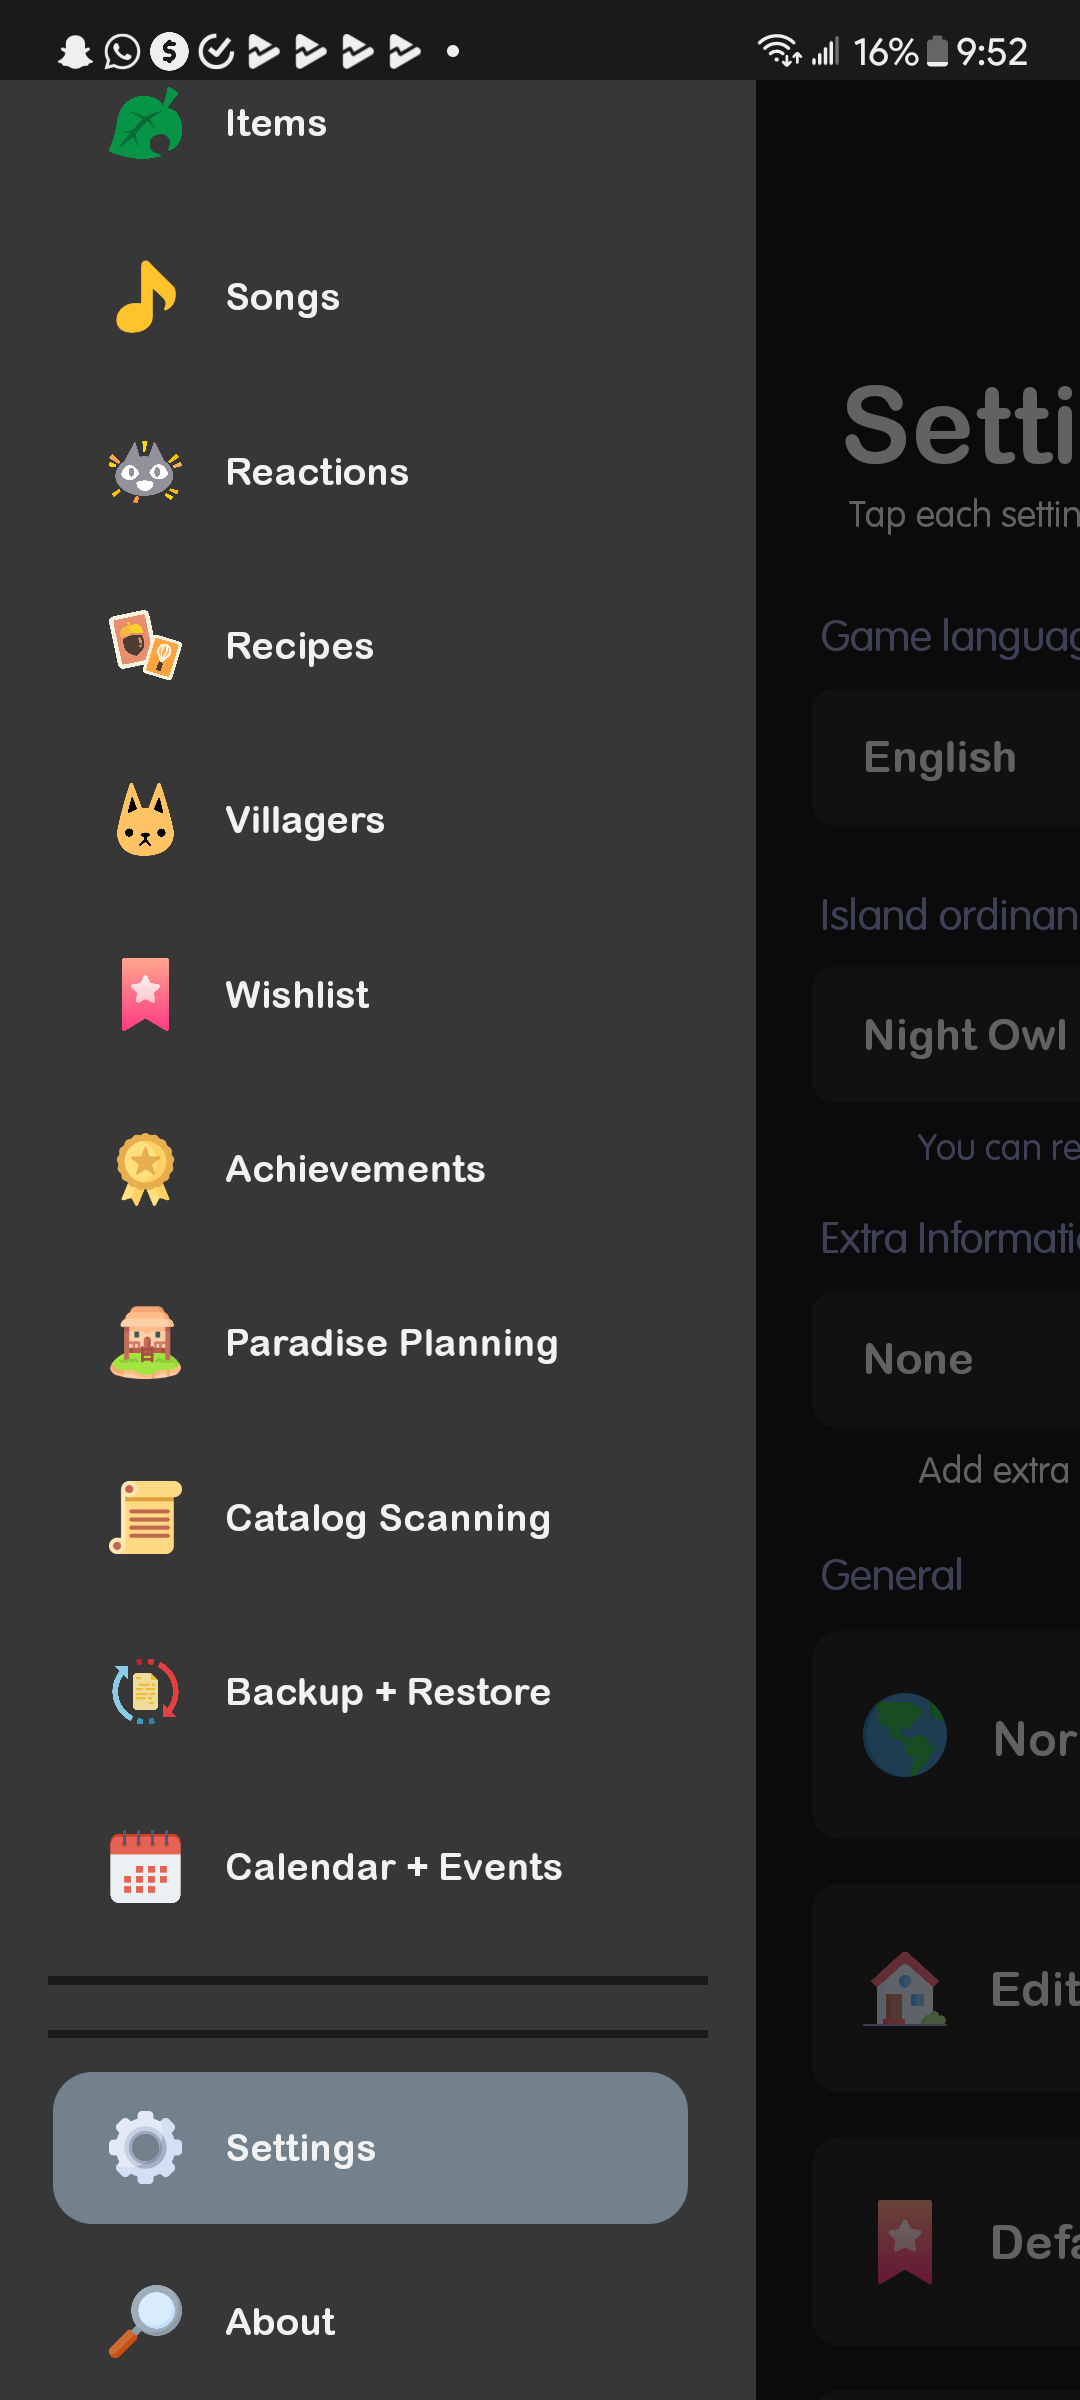 16% 9:52
Items
Songs
Reactions
Recipes
Villagers
Wishlist
Achievements
Paradise Planning
Catalog Scanning
Backup + Restore
Calendar + Events
Settings
About
Setti
Tap each settin
Game languag
English
Island ordinan
Night Owl
You can re
Extra Informati
None
Add extra
General
Nor
Edit
Defa